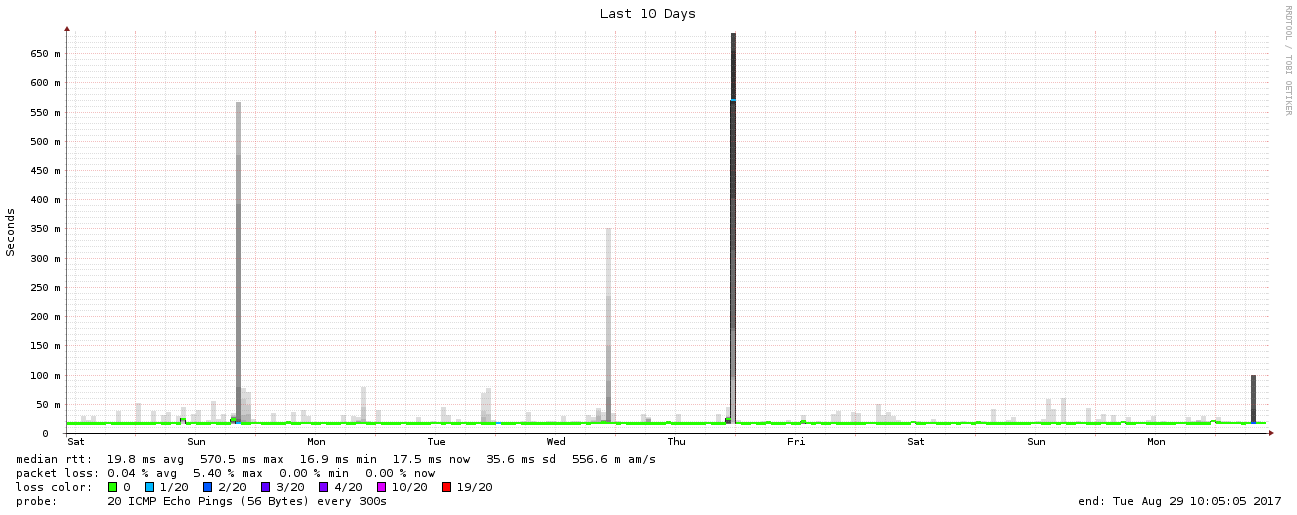 Last 10 Days
RRDTOOL / TOBI OETIKER
Seconds
650 m
600 m
550 m
500 m
450 m
400 m
350 m
300 m
250 m
200 m
150 m
100 m
50 m
0
Sat Sun Mon Tue Wed Thu Fri Sat Sun Mon
median rtt: 19.8 ms avg 570.5 ms max 16.9 ms min 17.5 ms now 35.6 ms sd 556.6 m am/s
packet loss: 0.04 % avg 5.40 % max 0.00 % min 0.00 % now
loss color: 0 1/20 2/20 3/20 4/20 10/20 19/20
probe: 20 ICMP Echo Pings (56 Bytes) every 300s end: Tue Aug 29 10:05:05 2017